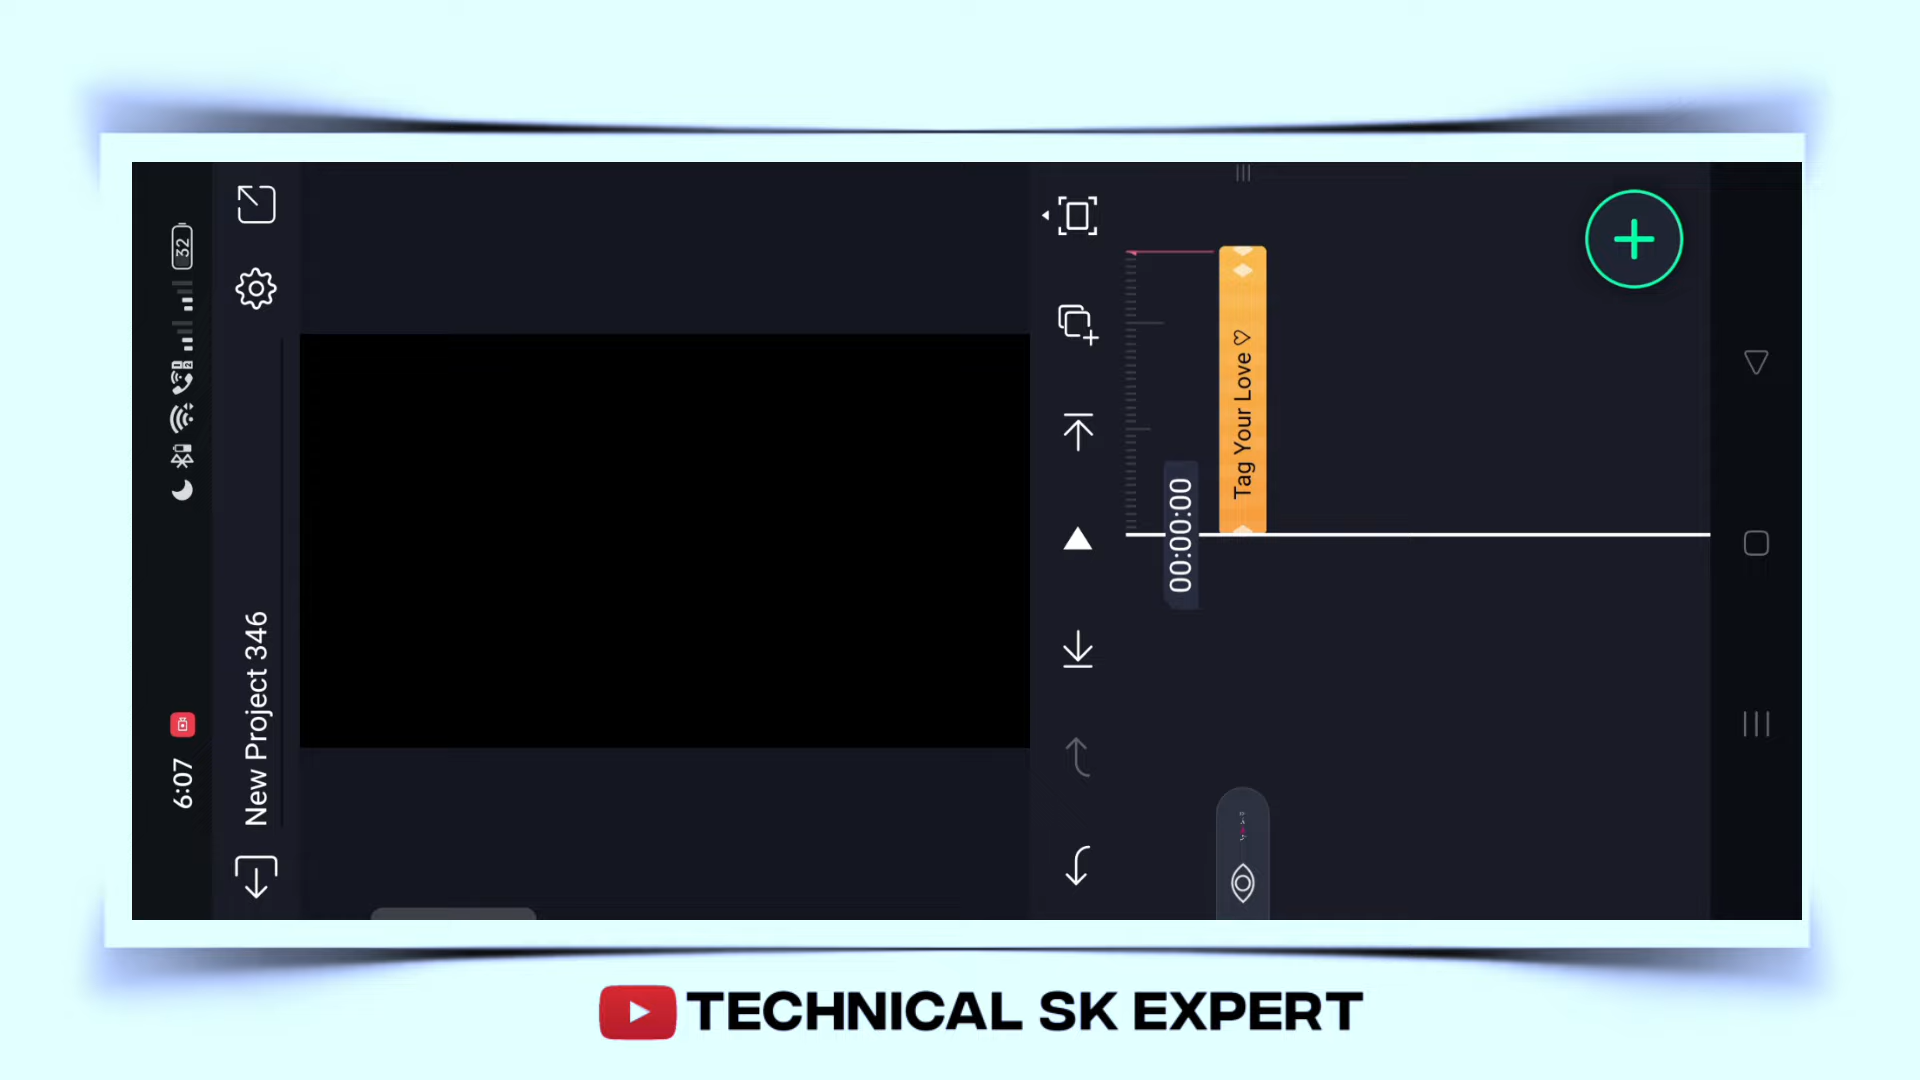 6:07
32
New Project 346
00:00:00
Tag Your Love ♡
TECHNICAL SK EXPERT